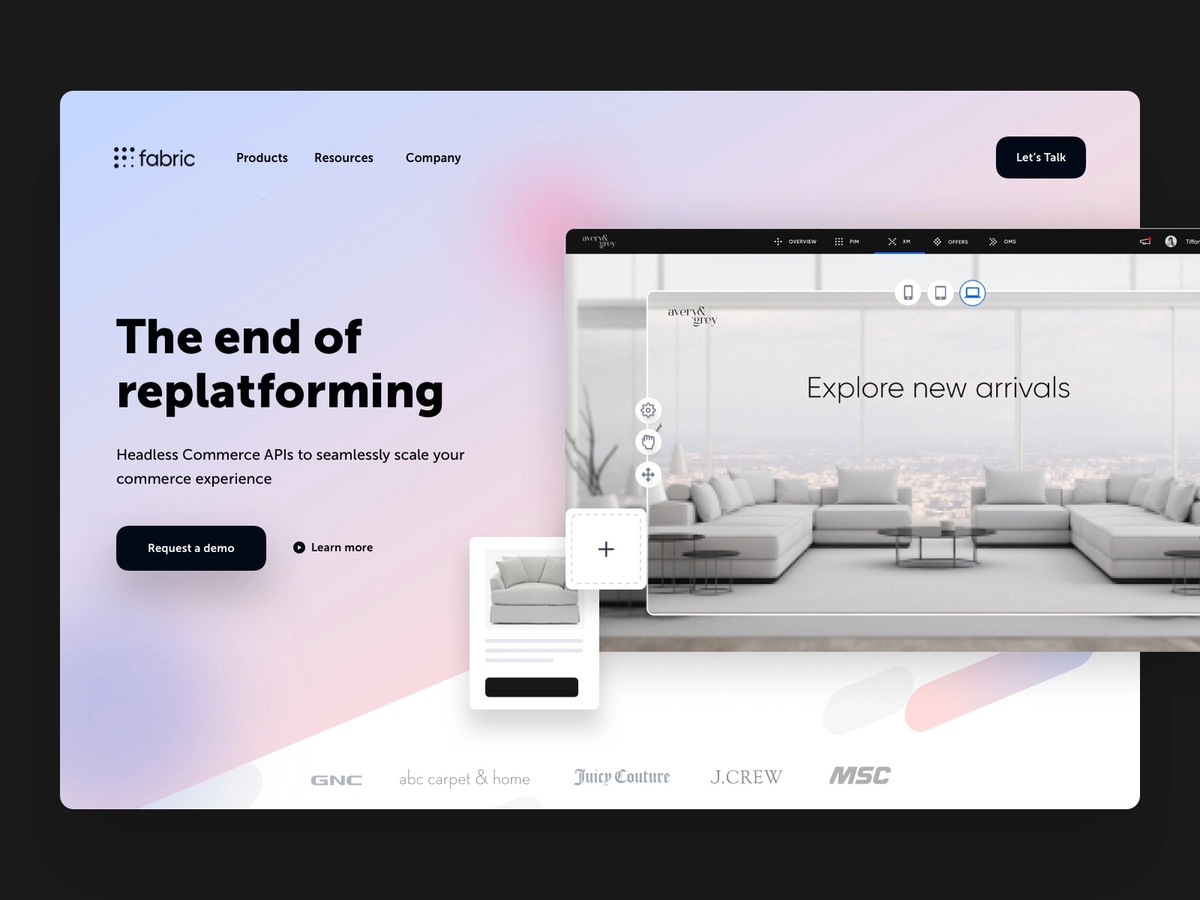 fabric
Products
Resources
Company
Let's Talk
The end of
replatforming
Headless Commerce APIs to seamlessly scale your
commerce experience
Request a demo
Learn more
avery&
grey
OVERVIEW
PIM
XM
OFFERS
OMS
avery&
grey
Explore new arrivals
GNC
abc carpet & home
Juicy Couture
J.CREW
MSC